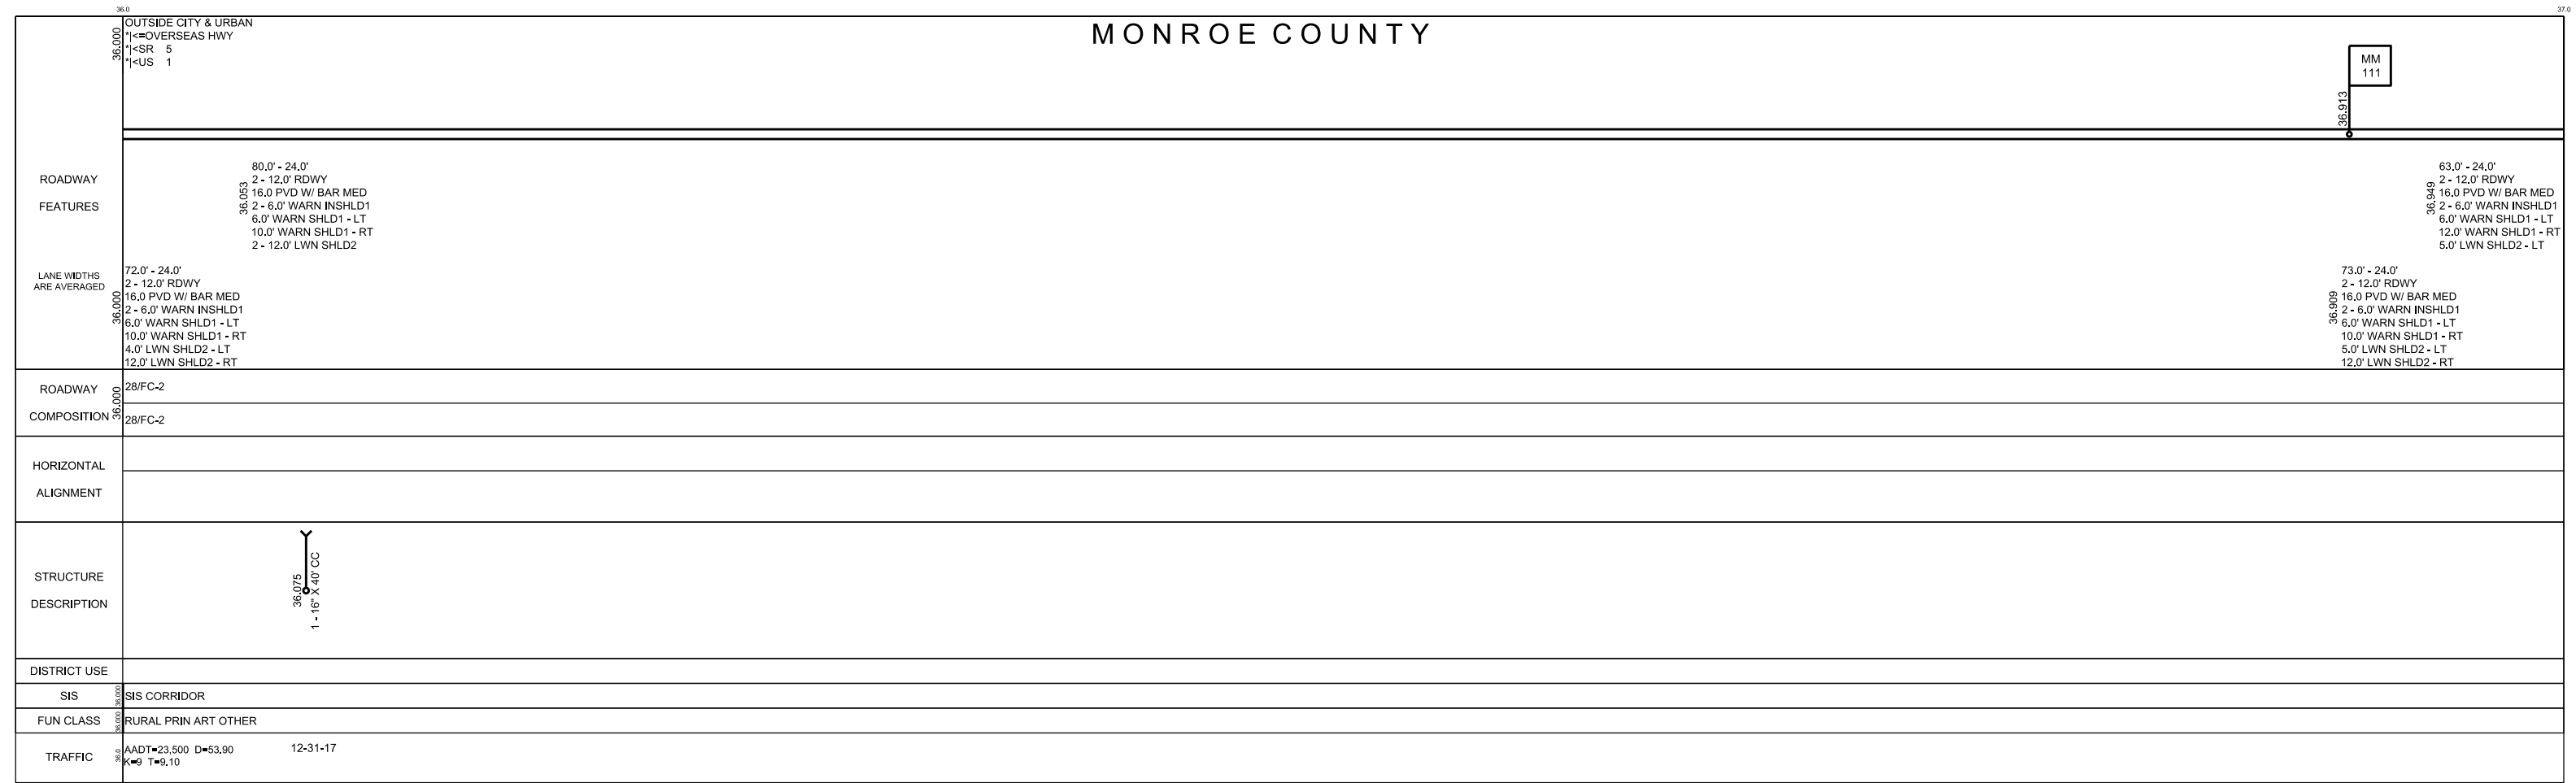 36.0
37.0
MONROE COUNTY
36.000
OUTSIDE CITY & URBAN
*|<=OVERSEAS HWY
*|<SR 5
*|<US 1
MM
111
36.913
ROADWAY
FEATURES
36.053
80.0' - 24.0'
2 - 12.0' RDWY
16.0 PVD W/ BAR MED
2 - 6.0' WARN INSHLD1
6.0' WARN SHLD1 - LT
10.0' WARN SHLD1 - RT
2 - 12.0' LWN SHLD2
36.949
63.0' - 24.0'
2 - 12.0' RDWY
16.0 PVD W/ BAR MED
2 - 6.0' WARN INSHLD1
6.0' WARN SHLD1 - LT
12.0' WARN SHLD1 - RT
5.0' LWN SHLD2 - LT
LANE WIDTHS
ARE AVERAGED
36.000
72.0' - 24.0'
2 - 12.0' RDWY
16.0 PVD W/ BAR MED
2 - 6.0' WARN INSHLD1
6.0' WARN SHLD1 - LT
10.0' WARN SHLD1 - RT
4.0' LWN SHLD2 - LT
12.0' LWN SHLD2 - RT
36.909
73.0' - 24.0'
2 - 12.0' RDWY
16.0 PVD W/ BAR MED
2 - 6.0' WARN INSHLD1
6.0' WARN SHLD1 - LT
10.0' WARN SHLD1 - RT
5.0' LWN SHLD2 - LT
12.0' LWN SHLD2 - RT
ROADWAY
COMPOSITION
36.000
28/FC-2
28/FC-2
HORIZONTAL
ALIGNMENT
STRUCTURE
DESCRIPTION
36.075
1 - 16" X 40' CC
DISTRICT USE
SIS
36.000
SIS CORRIDOR
FUN CLASS
36.000
RURAL PRIN ART OTHER
TRAFFIC
36.0
AADT=23,500 D=53.90 12-31-17
K=9 T=9.10